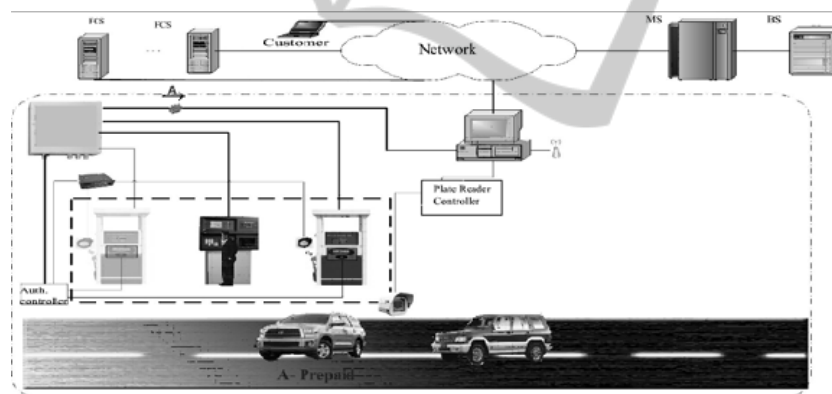 FCS
FCS
...
Customer
Network
MS
BS
A
Plate Reader
Controller
Auth.
controller
A- Prepaid